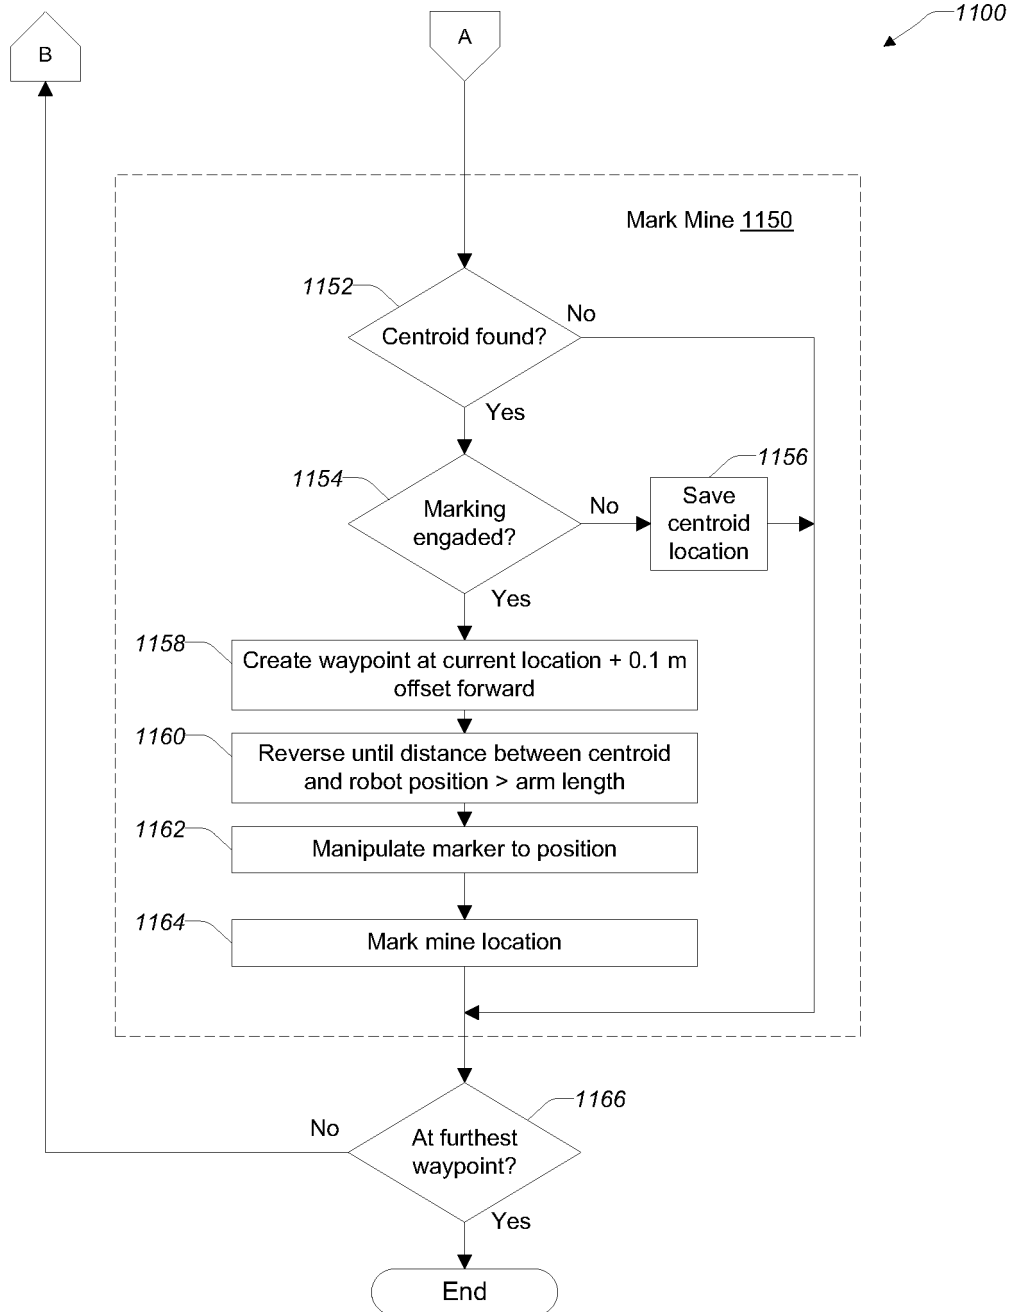 1100
B
A
Mark Mine 1150
1152
Centroid found?
No
Yes
1154
Marking
engaded?
No
1156
Save
centroid
location
Yes
1158
Create waypoint at current location + 0.1 m
offset forward
1160
Reverse until distance between centroid
and robot position > arm length
1162
Manipulate marker to position
1164
Mark mine location
1166
At furthest
waypoint?
No
Yes
End